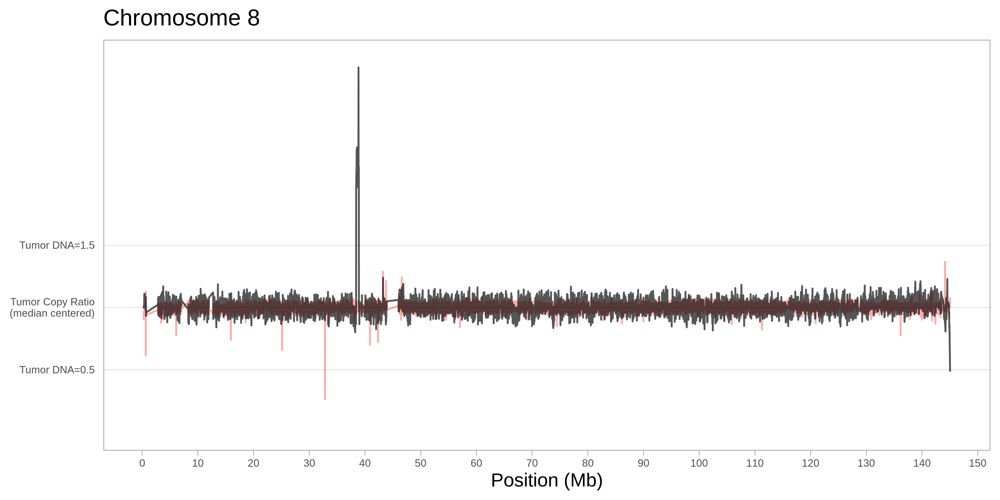 Chromosome 8
Tumor DNA=1.5
Tumor Copy Ratio
(median centered)
Tumor DNA=0.5
0 10 20 30 40 50 60 70 80 90 100 110 120 130 140 150
Position (Mb)